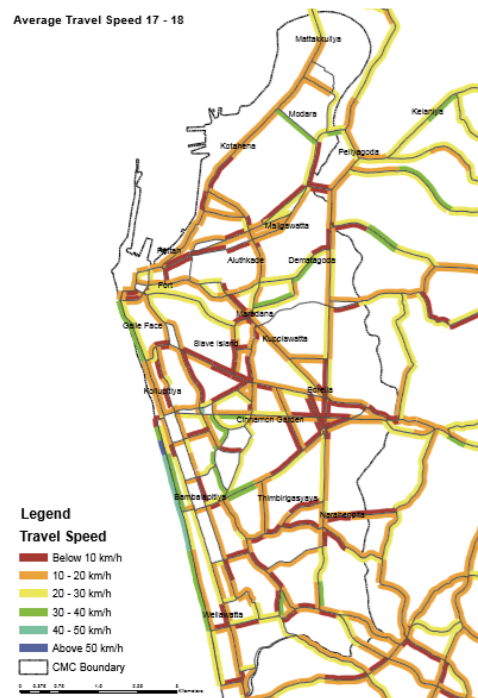 Average Travel Speed 17 - 18
Mattakkuliya
Kelaniya
Modara
Kotahena
Peliyagoda
Maligawatta
Pettah
Aluthkade
Dematagoda
Fort
Maradana
Galle Face
Slave Island
Kuppiawatta
Kollupitiya
Borella
Cinnamon Garden
Bambalapitiya
Thimbirigasyaya
Narahenpita
Wellawatta
Legend
Travel Speed
Below 10 km/h
10 - 20 km/h
20 - 30 km/h
30 - 40 km/h
40 - 50 km/h
Above 50 km/h
CMC Boundary
Kilometers